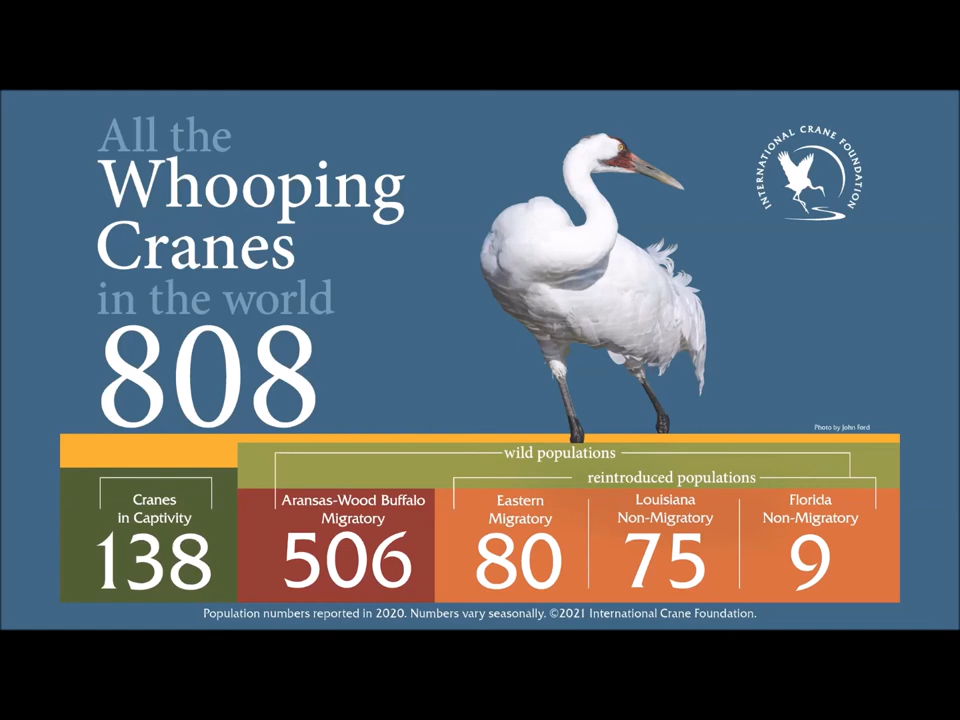 All the
Whooping
Cranes
in the world
808
INTERNATIONAL CRANE FOUNDATION
Photo by John Ford
wild populations
reinroduced populations
Cranes
in Captivity
138
Aransas-Wood Buffalo
Migratory
506
Eastern
Migratory
80
Louisiana
Non-Migratory
75
Florida
Non-Migratory
9
Population numbers reported in 2020. Numbers vary seasonally. ©2021 International Crane Foundation.